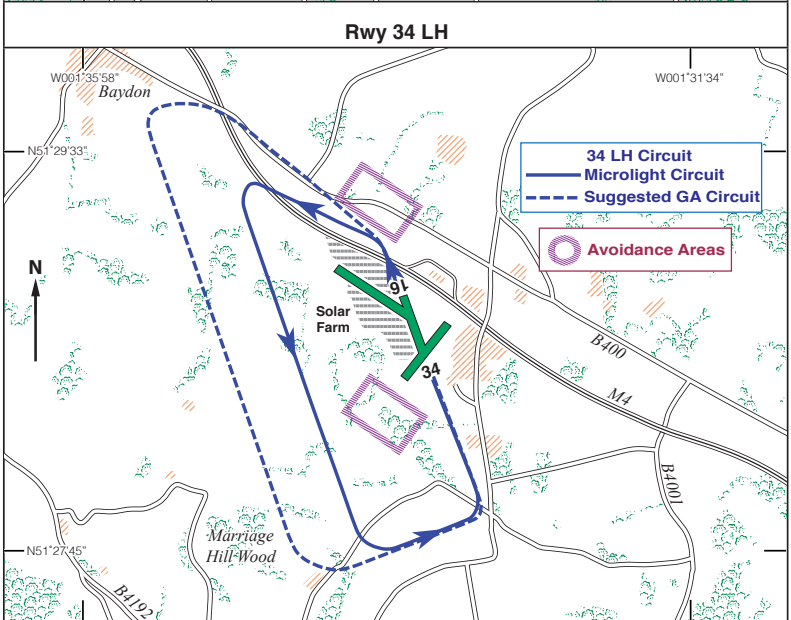 Rwy 34 LH
W001°35'58"
W001°31'34"
Baydon
N51°29'33"
34 LH Circuit
Microlight Circuit
Suggested GA Circuit
Avoidance Areas
N
16
Solar
Farm
34
B400
M4
B4001
Marriage
Hill Wood
N51°27'45"
B4192